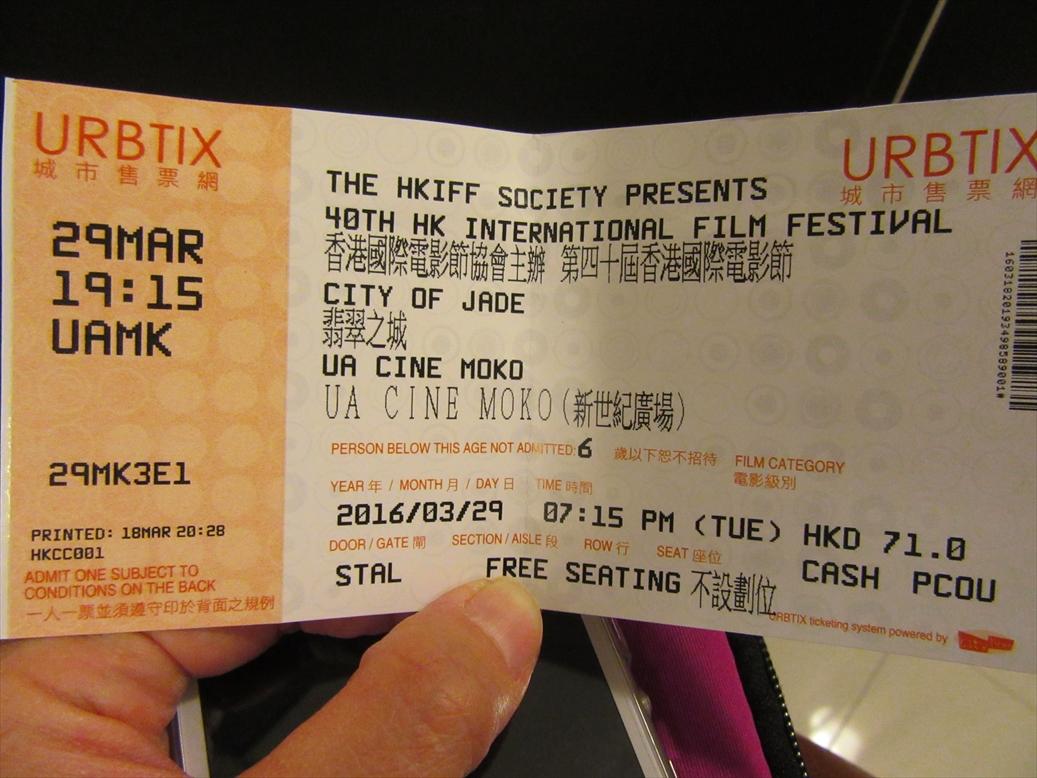 URBTIX
城市售票網
29MAR
19:15
UAMK
29MK3E1
PRINTED: 18MAR 20:28
HKCC001
ADMIT ONE SUBJECT TO
CONDITIONS ON THE BACK
一人一票並須遵守印於背面之規例
URBTIX
城市售票網
THE HKIFF SOCIETY PRESENTS
40TH HK INTERNATIONAL FILM FESTIVAL
香港國際電影節協會主辦 第四十屆香港國際電影節
CITY OF JADE
翡翠之城
UA CINE MOKO
UA CINE MOKO(新世紀廣場)
PERSON BELOW THIS AGE NOT ADMITTED: 6 歲以下恕不招待 FILM CATEGORY
電影級別
YEAR 年 / MONTH 月 / DAY 日 TIME 時間
2016/03/29 07:15 PM (TUE) HKD 71.0
DOOR / GATE 閘 SECTION / AISLE 段 ROW 行 SEAT 座位
STAL FREE SEATING 不設劃位 CASH PCOU
URBTIX ticketing system powered by